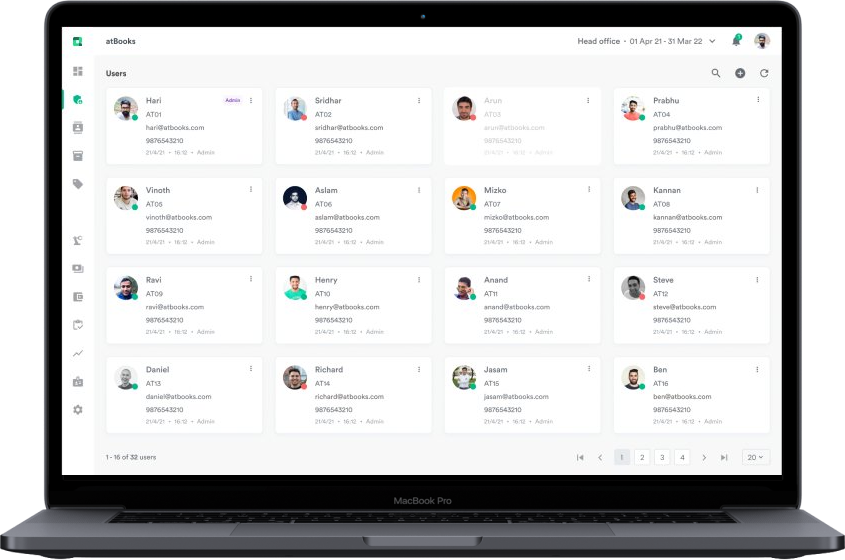 atBooks
Head office • 01 Apr 21 - 31 Mar 22
1
Users
Hari Admin
AT01
hari@atbooks.com
9876543210
21/4/21 • 16:12 • Admin
Sridhar
AT02
sridhar@atbooks.com
9876543210
21/4/21 • 16:12 • Admin
Arun
AT03
arun@atbooks.com
9876543210
21/4/21 • 16:12 • Admin
Prabhu
AT04
prabhu@atbooks.com
9876543210
21/4/21 • 16:12 • Admin
Vinoth
AT05
vinoth@atbooks.com
9876543210
21/4/21 • 16:12 • Admin
Aslam
AT06
aslam@atbooks.com
9876543210
21/4/21 • 16:12 • Admin
Mizko
AT07
mizko@atbooks.com
9876543210
21/4/21 • 16:12 • Admin
Kannan
AT08
kannan@atbooks.com
9876543210
21/4/21 • 16:12 • Admin
Ravi
AT09
ravi@atbooks.com
9876543210
21/4/21 • 16:12 • Admin
Henry
AT10
henry@atbooks.com
9876543210
21/4/21 • 16:12 • Admin
Anand
AT11
anand@atbooks.com
9876543210
21/4/21 • 16:12 • Admin
Steve
AT12
steve@atbooks.com
9876543210
21/4/21 • 16:12 • Admin
Daniel
AT13
daniel@atbooks.com
9876543210
21/4/21 • 16:12 • Admin
Richard
AT14
richard@atbooks.com
9876543210
21/4/21 • 16:12 • Admin
Jasam
AT15
jasam@atbooks.com
9876543210
21/4/21 • 16:12 • Admin
Ben
AT16
ben@atbooks.com
9876543210
21/4/21 • 16:12 • Admin
1 - 16 of 32 users
1 2 3 4
20
MacBook Pro